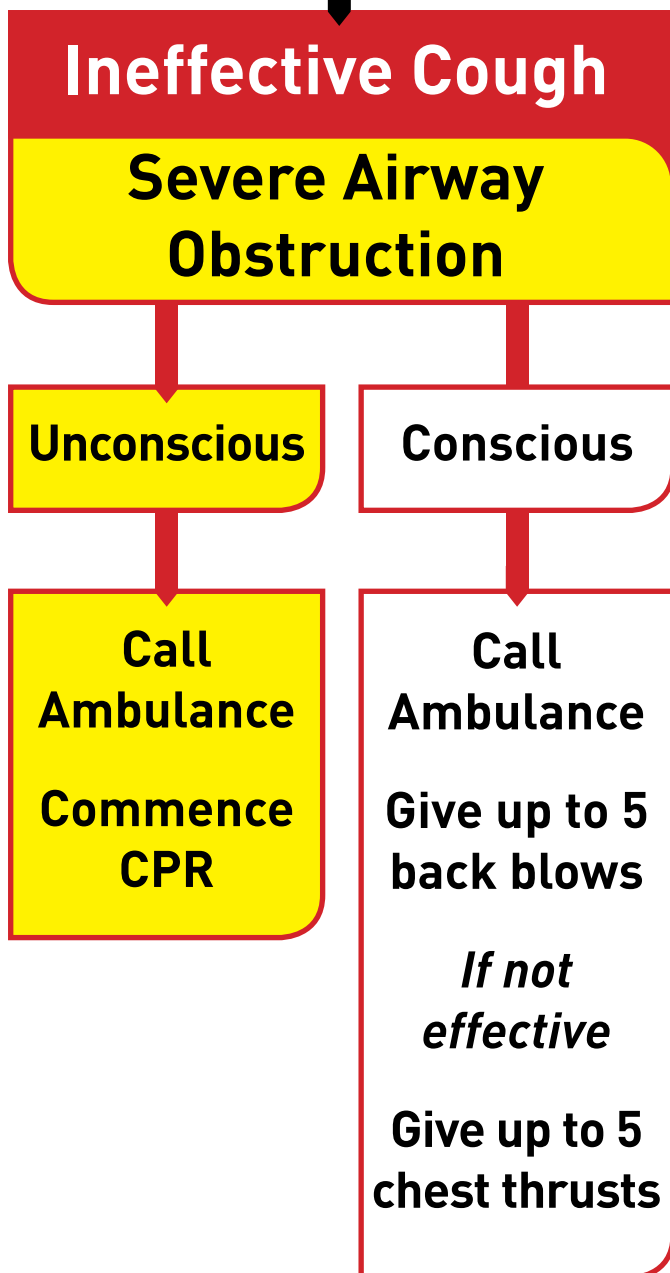 Ineffective Cough
Severe Airway
Obstruction
Unconscious
Call
Ambulance
Commence
CPR
Conscious
Call
Ambulance
Give up to 5
back blows
If not
effective
Give up to 5
chest thrusts